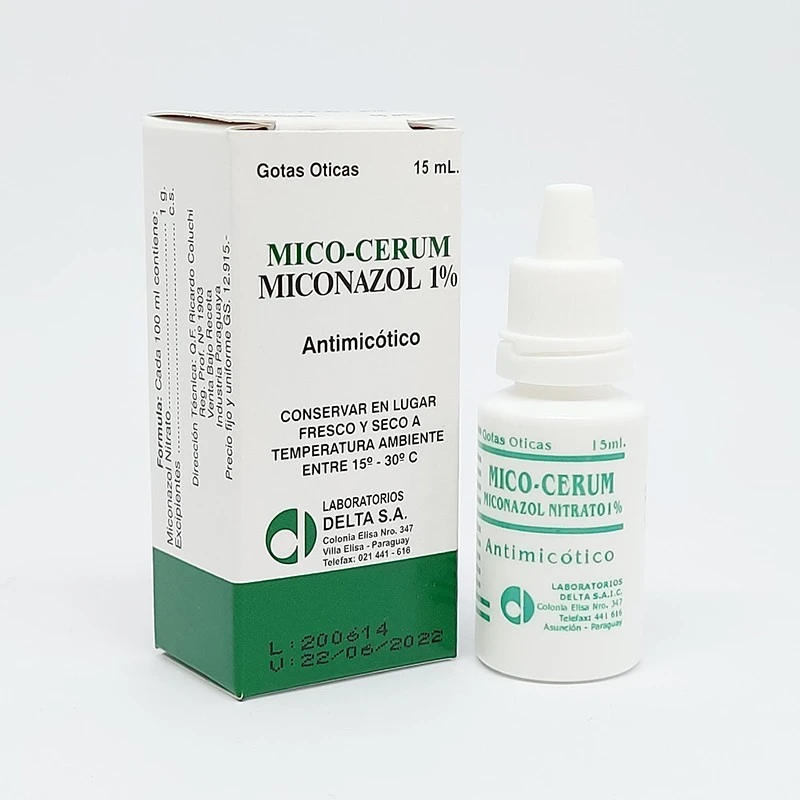 Gotas Oticas 15 mL.
MICO-CERUM
MICONAZOL 1%
Antimicótico
CONSERVAR EN LUGAR
FRESCO Y SECO A
TEMPERATURA AMBIENTE
ENTRE 15º - 30º C
LABORATORIOS
DELTA S.A.
Colonia Elisa Nro. 347
Villa Elisa - Paraguay
Telefax: 021 441 - 616
L:200614
V:22/06/2022
Formula: Cada 100 ml contiene:
Miconazol Nitrato........................ 1 g.
Excipientes ................................ c.s.
Dirección Técnica: Q.F. Ricardo Coluchi
Reg. Prof. Nº 1903
Venta Bajo Receta
Industria Paraguaya
Precio fijo y uniforme GS. 12.915.-
Gotas Oticas 15ml.
MICO-CERUM
MICONAZOL NITRATO 1%
Antimicótico
LABORATORIOS
DELTA S.A.I.C.
Colonia Elisa Nro. 347
Telefax: 441 616
Asunción - Paraguay